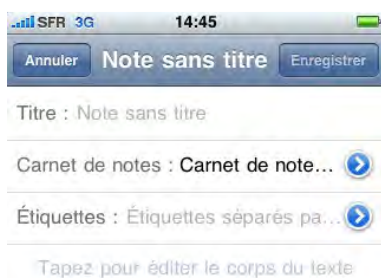 SFR 3G 14:45
Annuler Note sans titre Enregistrer
Titre : Note sans titre
Carnet de notes : Carnet de note...
Étiquettes : Étiquettes séparés pa...
Tapez pour éditer le corps du texte